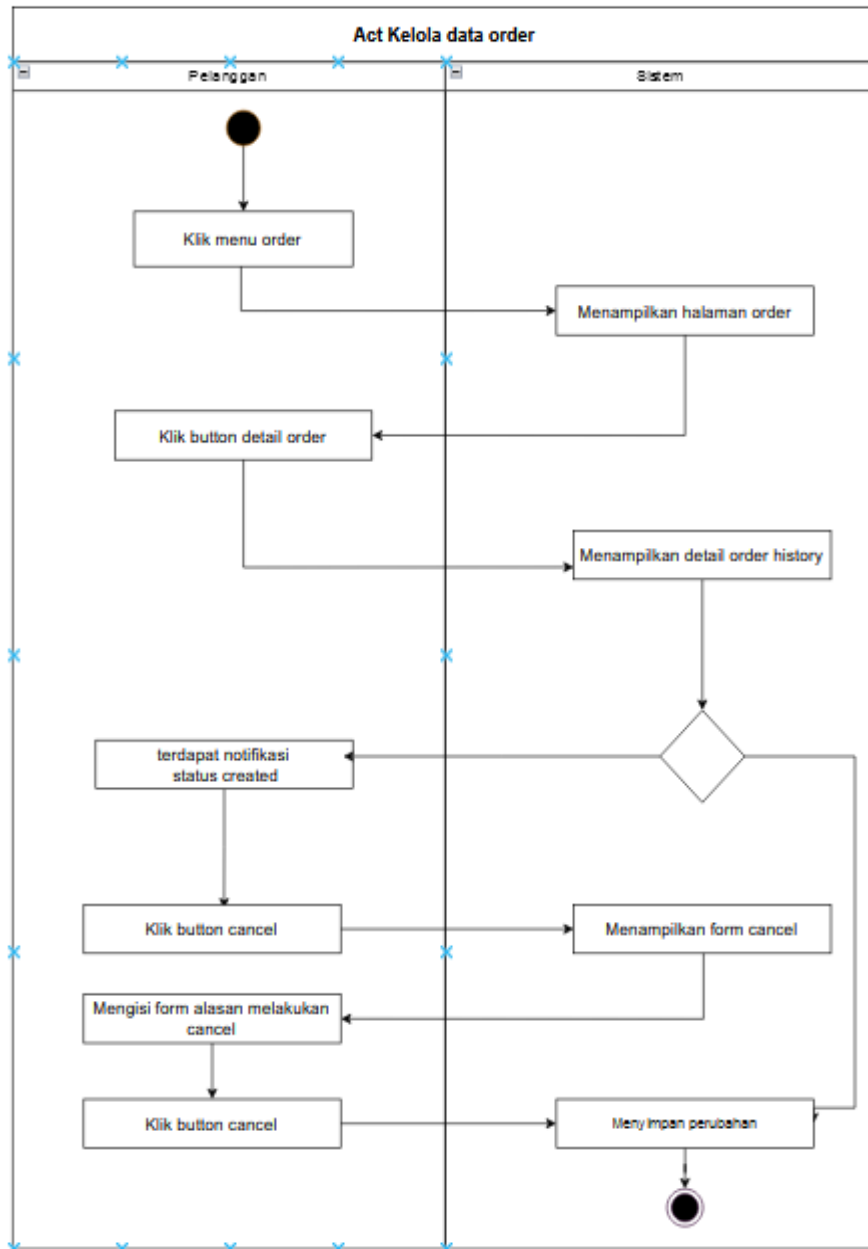 Act Kelola data order
Pelanggan
Sistem
Klik menu order
Menampilkan halaman order
Klik button detail order
Menampilkan detail order history
terdapat notifikasi
status created
Klik button cancel
Menampilkan form cancel
Mengisi form alasan melakukan
cancel
Klik button cancel
Menyimpan perubahan